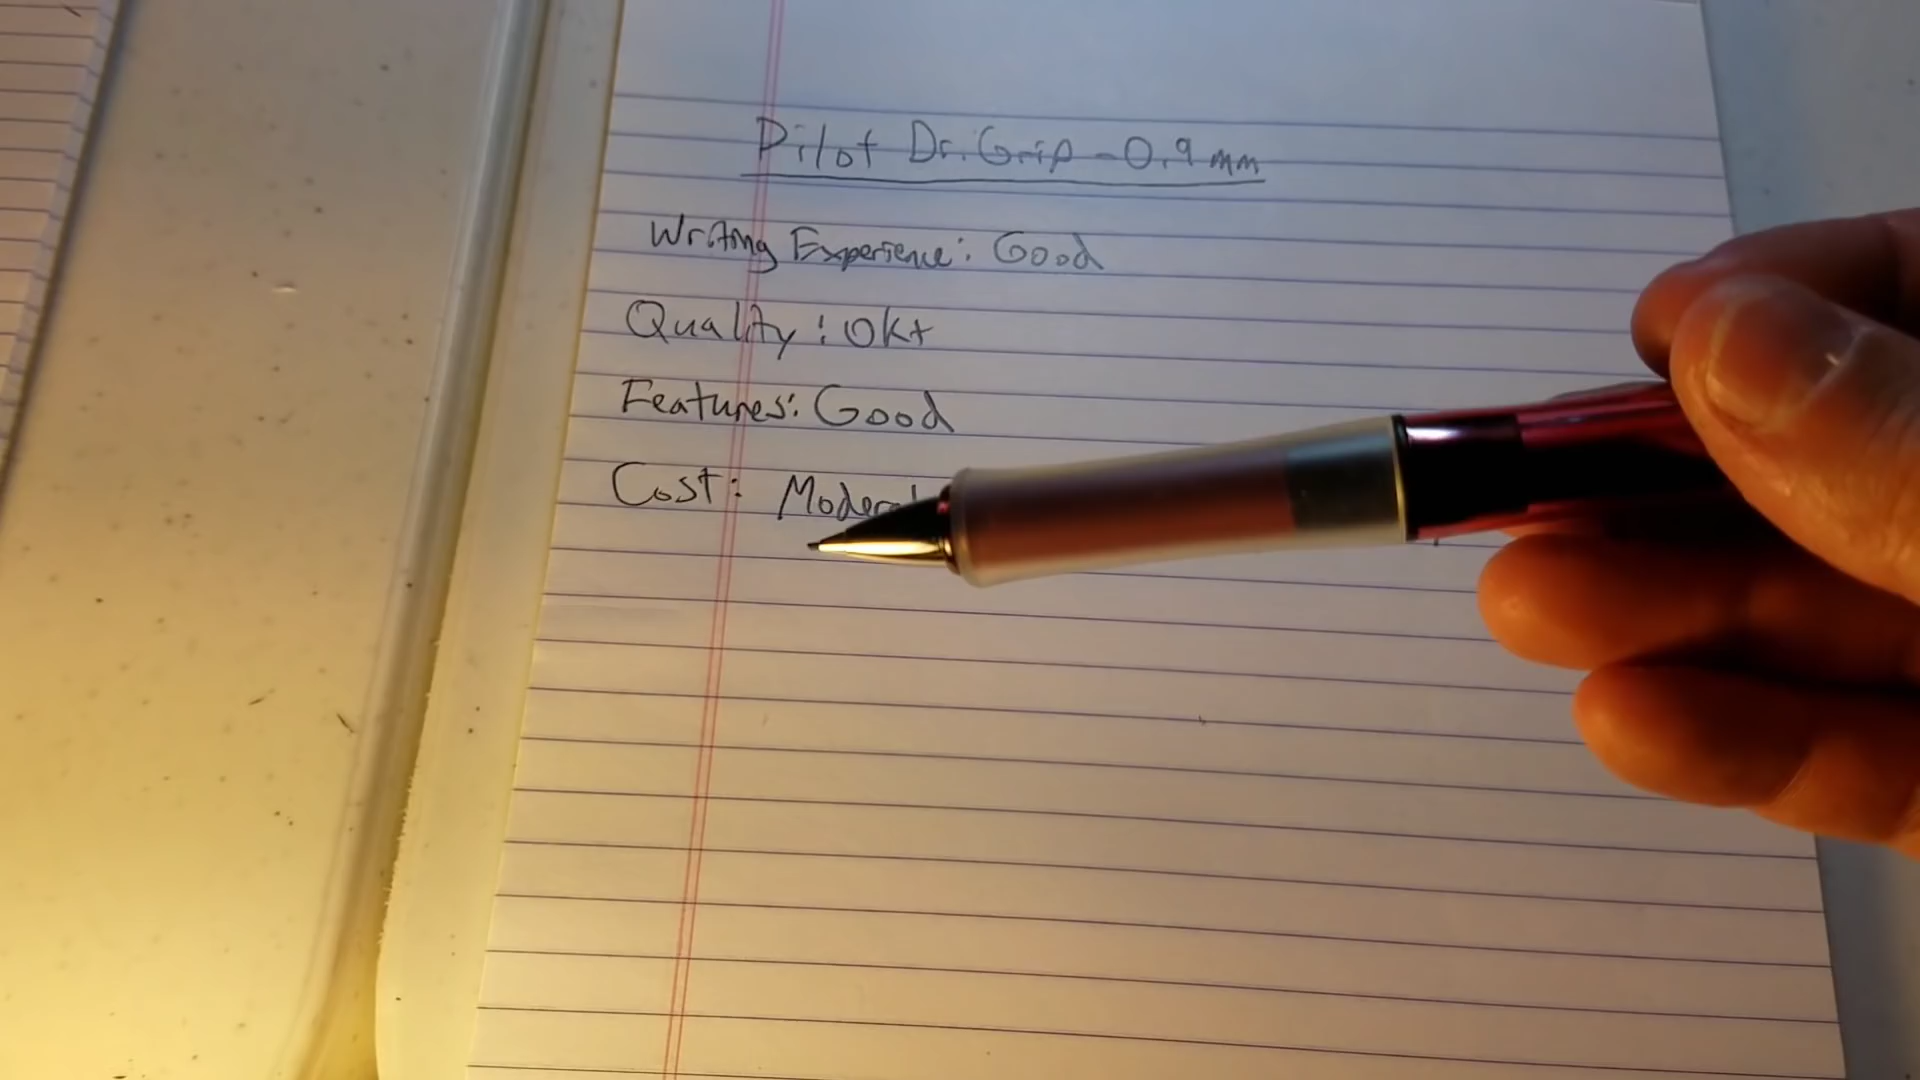 Pilot Dr. Grip - 0.9 mm
Writing Experience: Good
Quality: OK+
Features: Good
Cost: